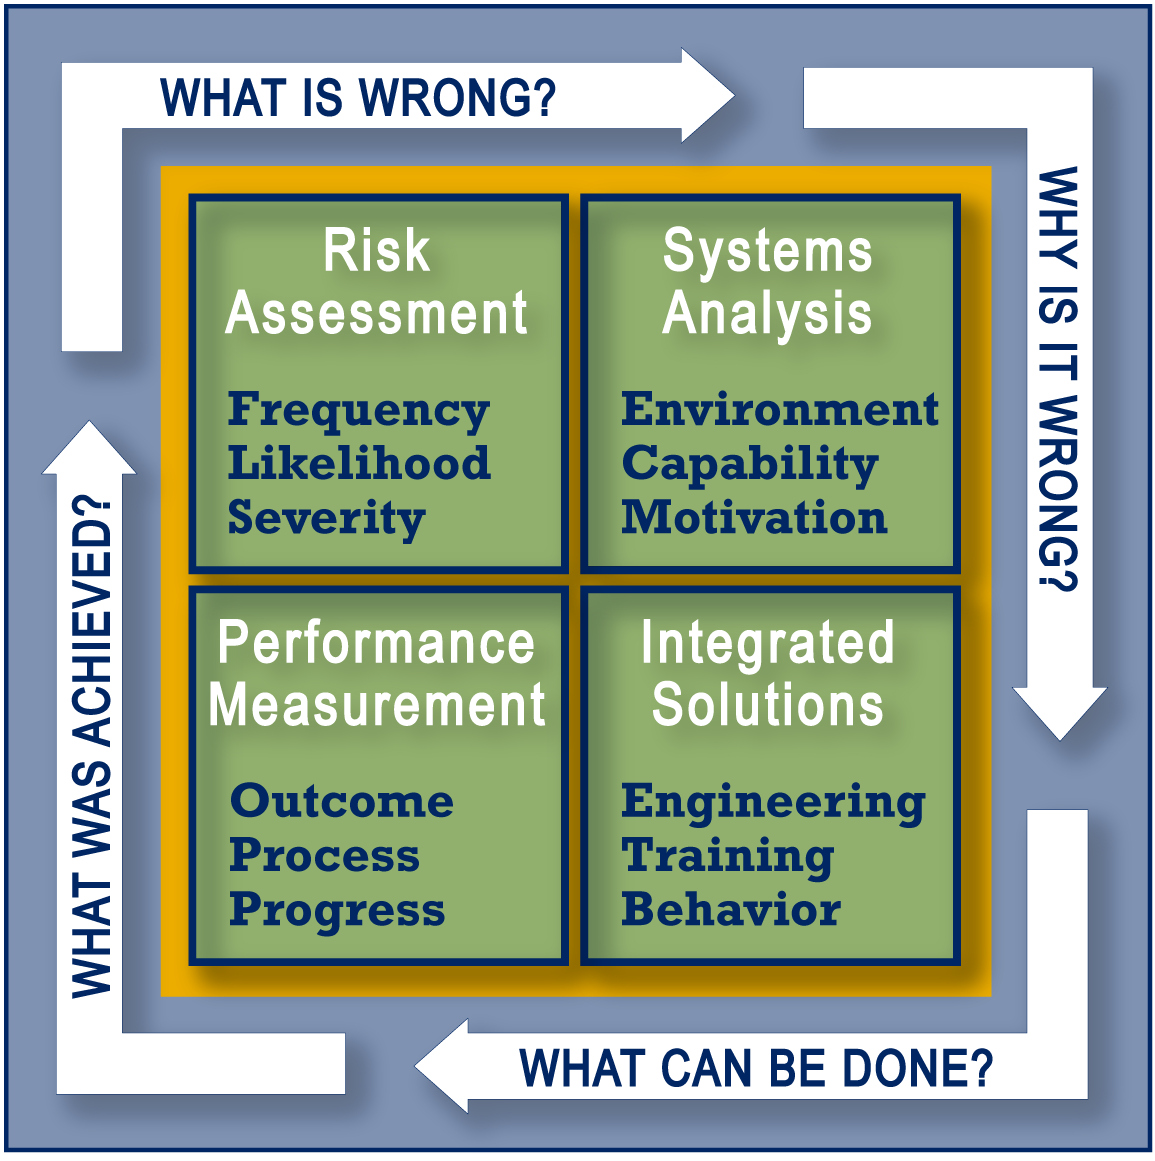 WHAT IS WRONG?
WHY IS IT WRONG?
Risk
Assessment
Frequency
Likelihood
Severity
Systems
Analysis
Environment
Capability
Motivation
Performance
Measurement
Outcome
Process
Progress
Integrated
Solutions
Engineering
Training
Behavior
WHAT CAN BE DONE?
WHAT WAS ACHIEVED?